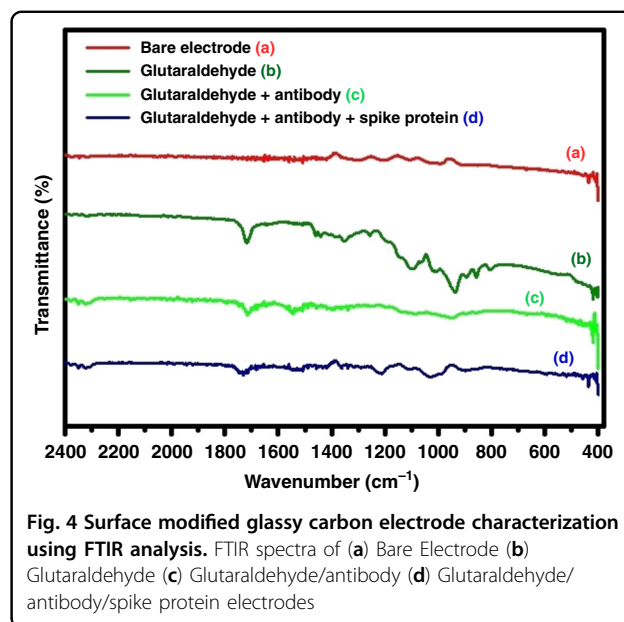 Bare electrode (a)
Glutaraldehyde (b)
Glutaraldehyde + antibody (c)
Glutaraldehyde + antibody + spike protein (d)
(a)
(b)
(c)
(d)
Transmittance (%)
2400 2200 2000 1800 1600 1400 1200 1000 800 600 400
Wavenumber (cm⁻¹)
Fig. 4 Surface modified glassy carbon electrode characterization
using FTIR analysis. FTIR spectra of (a) Bare Electrode (b)
Glutaraldehyde (c) Glutaraldehyde/antibody (d) Glutaraldehyde/
antibody/spike protein electrodes